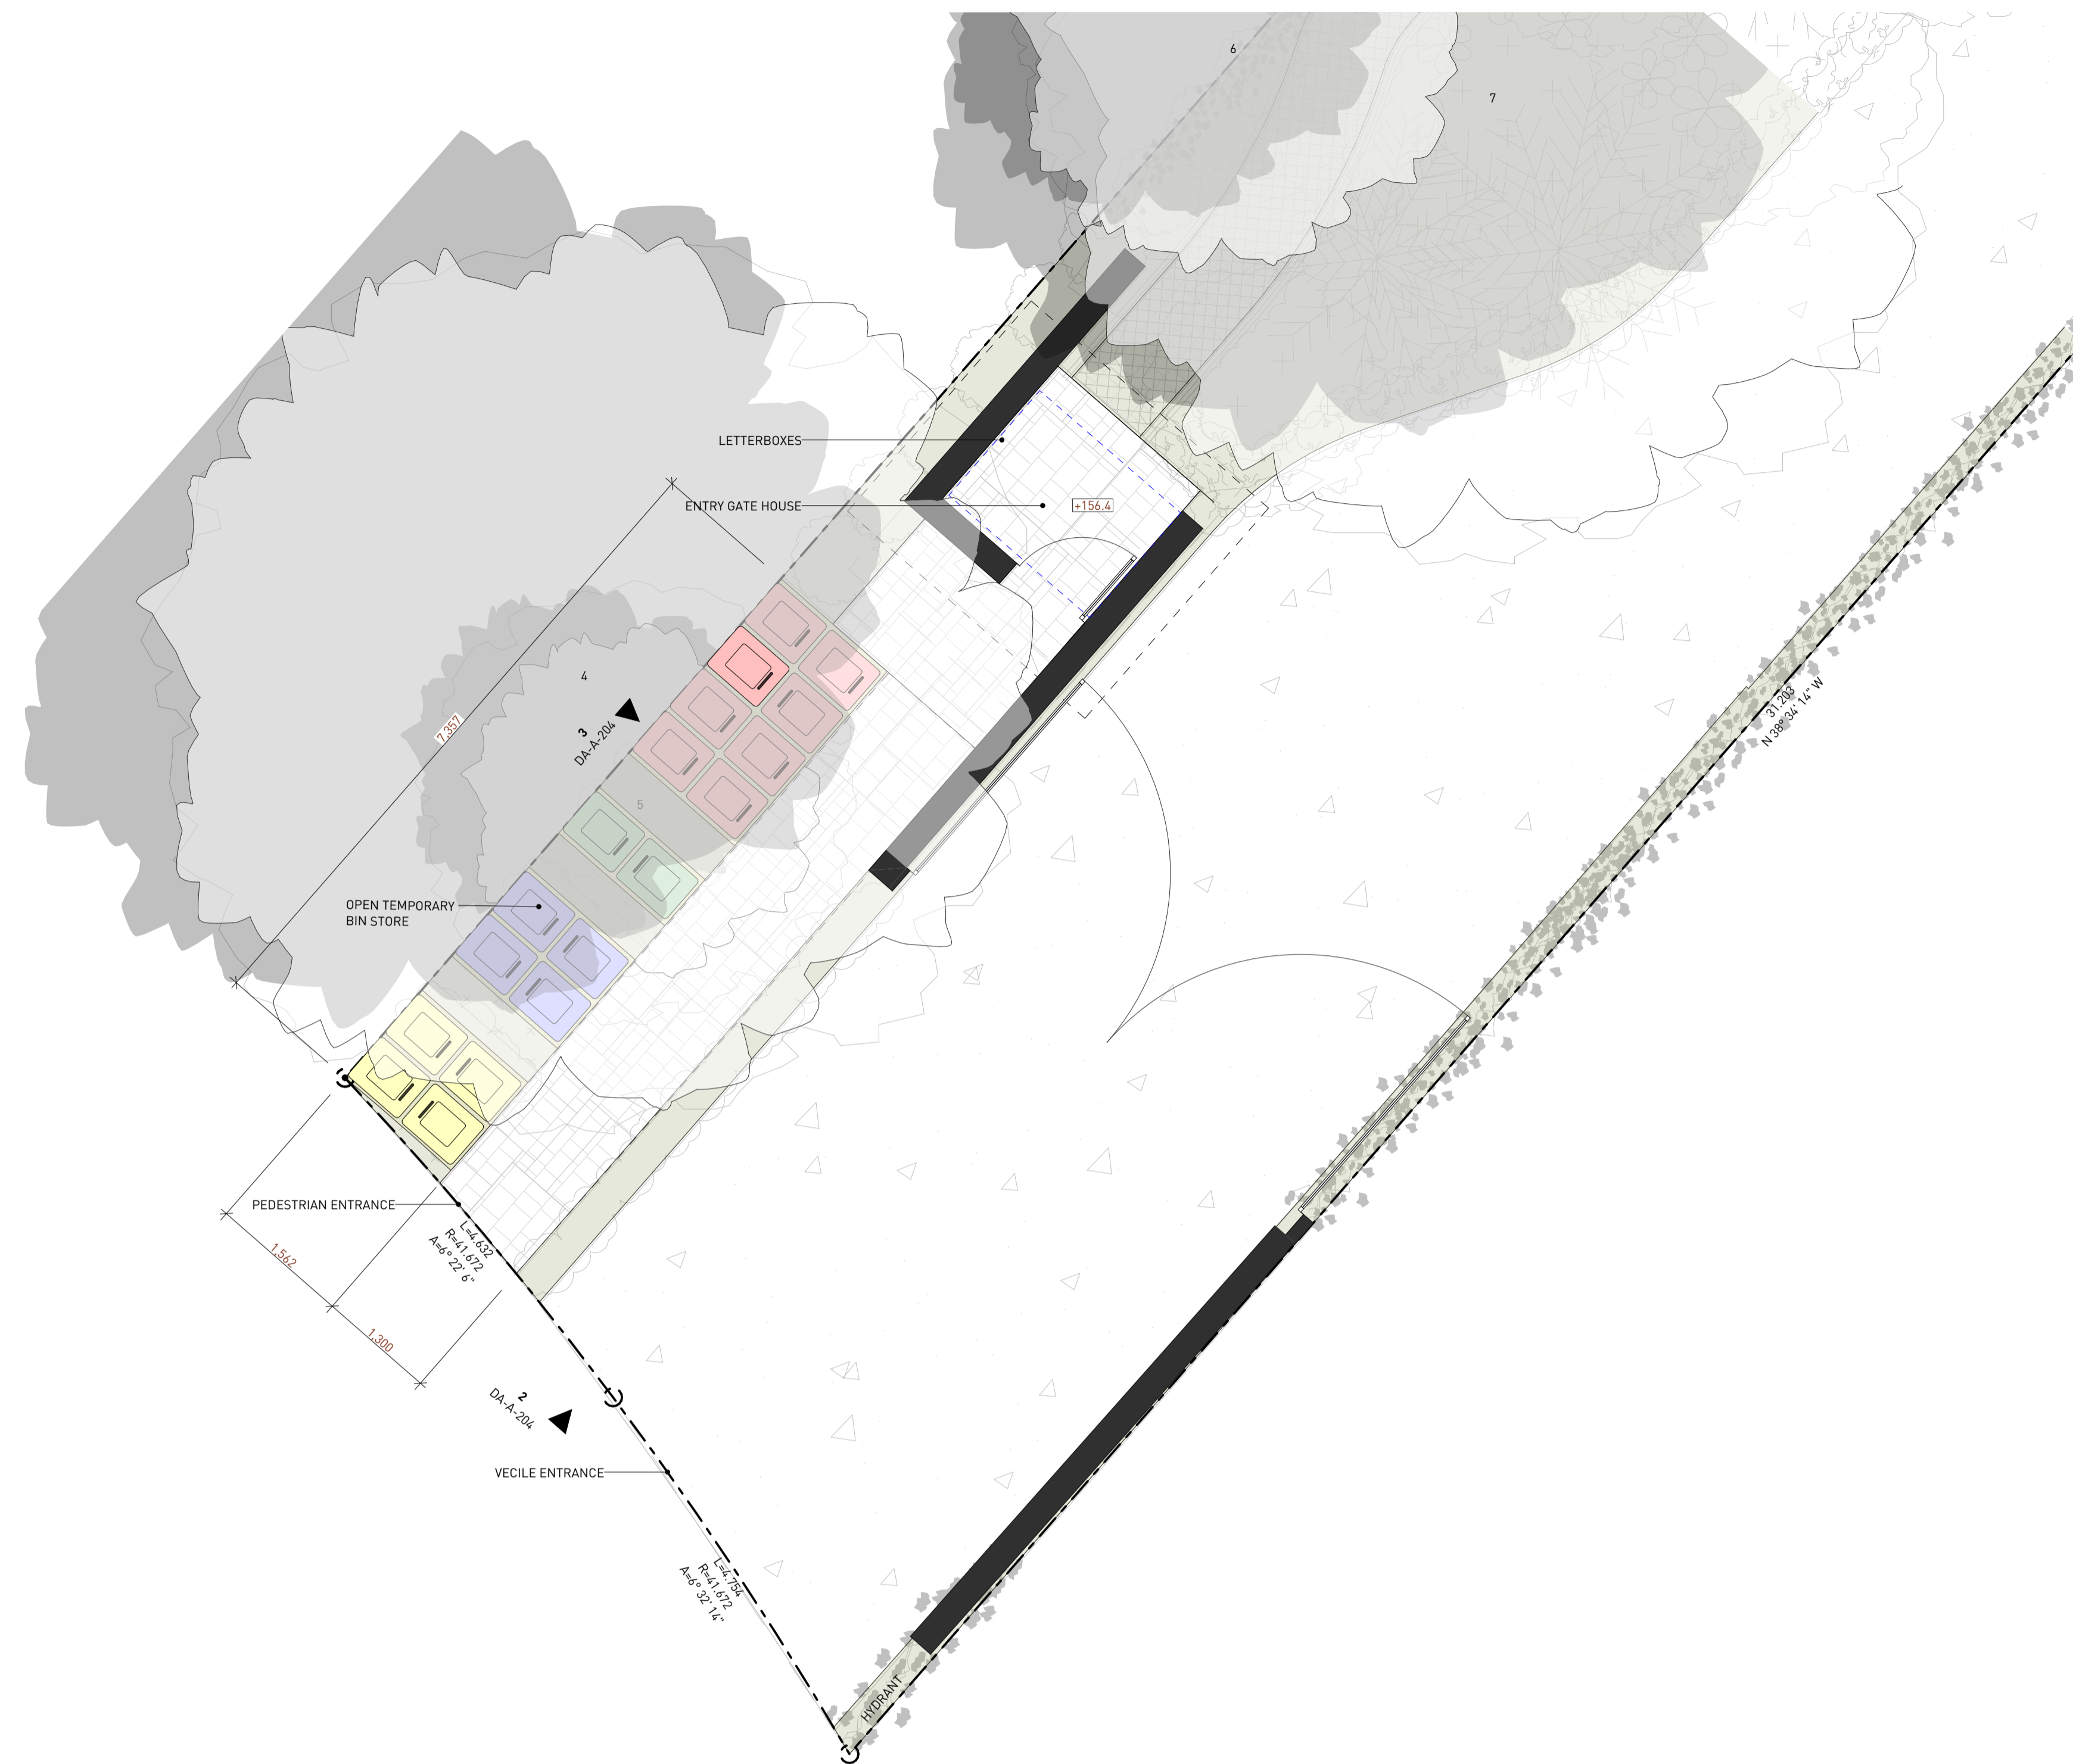 6
7
LETTERBOXES
ENTRY GATE HOUSE
+156.4
4
3
DA-A-204
7,357
5
31.203
N 38° 34' 14" W
OPEN TEMPORARY
BIN STORE
PEDESTRIAN ENTRANCE
L=4.632
R=41.672
A=6° 22' 6"
1,562
1,300
2
DA-A-204
VECILE ENTRANCE
L=4.754
R=41.672
A=6° 32' 14"
HYDRANT